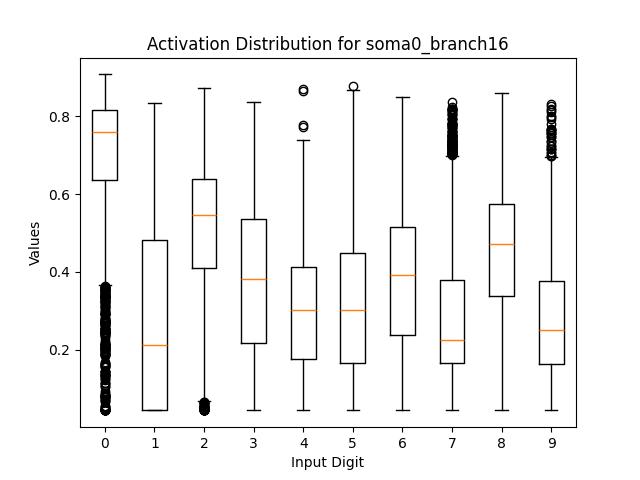 Activation Distribution for soma0_branch16
Values
0.8
0.6
0.4
0.2
0 1 2 3 4 5 6 7 8 9
Input Digit